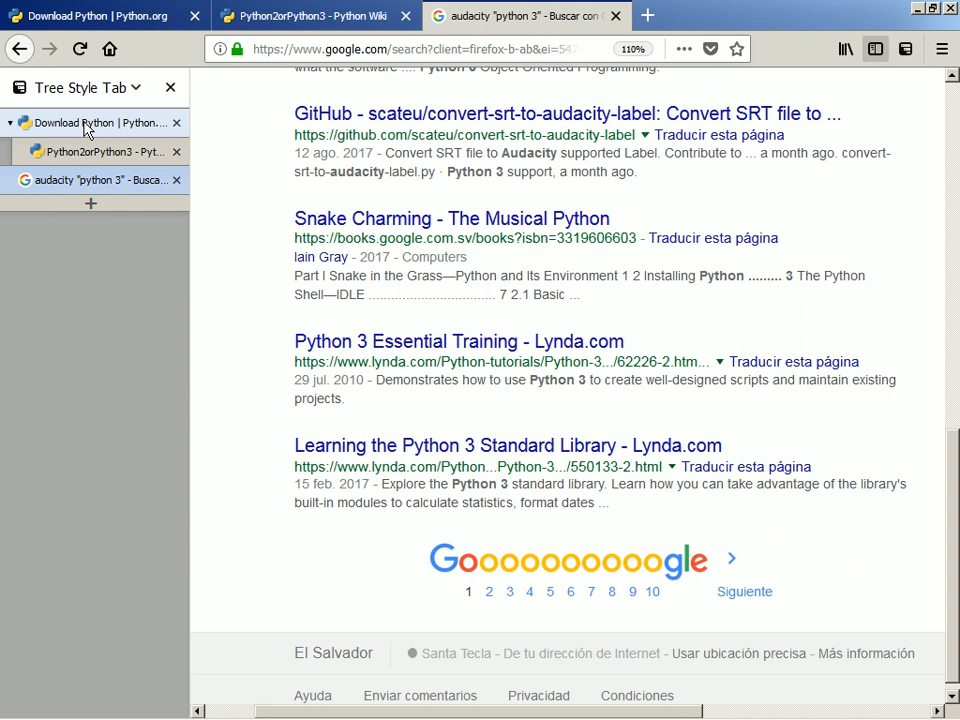 Download Python | Python.org
Python2orPython3 - Python Wiki
audacity "python 3" - Buscar con
https://www.google.com/search?client=firefox-b-ab&ei=547
110%
Tree Style Tab
Download Python | Python....
Python2orPython3 - Pyt...
audacity "python 3" - Busca...
what the software .... Python 3 Object Oriented Programming.
GitHub - scateu/convert-srt-to-audacity-label: Convert SRT file to ...
https://github.com/scateu/convert-srt-to-audacity-label ▼ Traducir esta página
12 ago. 2017 - Convert SRT file to Audacity supported Label. Contribute to ... a month ago. convert-
srt-to-audacity-label.py · Python 3 support, a month ago.
Snake Charming - The Musical Python
https://books.google.com.sv/books?isbn=3319606603 - Traducir esta página
Iain Gray - 2017 - Computers
Part I Snake in the Grass—Python and Its Environment 1 2 Installing Python ......... 3 The Python
Shell—IDLE .................................. 7 2.1 Basic ...
Python 3 Essential Training - Lynda.com
https://www.lynda.com/Python-tutorials/Python-3.../62226-2.htm... ▼ Traducir esta página
29 jul. 2010 - Demonstrates how to use Python 3 to create well-designed scripts and maintain existing
projects.
Learning the Python 3 Standard Library - Lynda.com
https://www.lynda.com/Python...Python-3.../550133-2.html ▼ Traducir esta página
15 feb. 2017 - Explore the Python 3 standard library. Learn how you can take advantage of the library's
built-in modules to calculate statistics, format dates ...
Goooooooooogle >
1 2 3 4 5 6 7 8 9 10 Siguiente
El Salvador
Santa Tecla - De tu dirección de Internet - Usar ubicación precisa - Más información
Ayuda Enviar comentarios Privacidad Condiciones